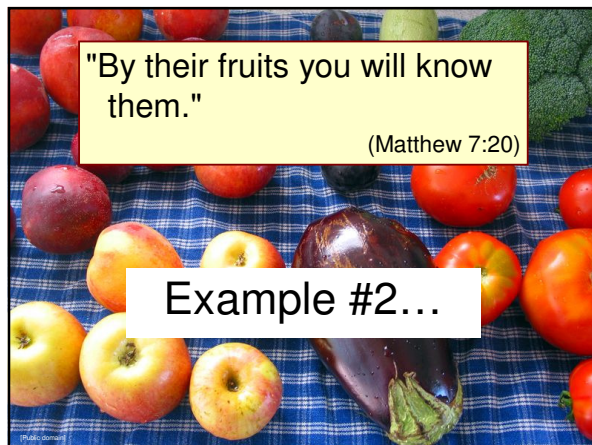 "By their fruits you will know
them."
(Matthew 7:20)
Example #2…
[Public domain]